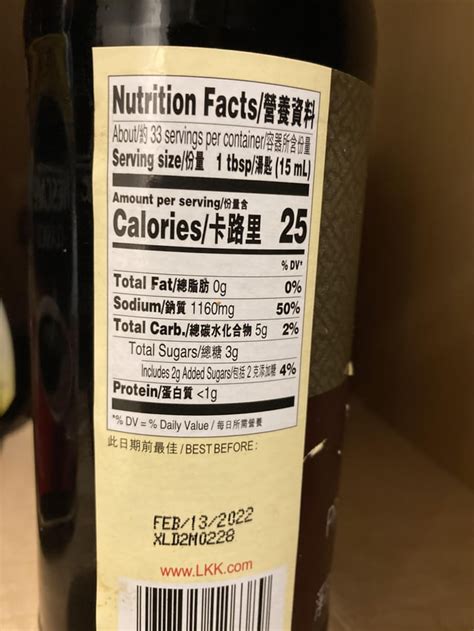 Nutrition Facts/營養資料
About/約 33 servings per container/容器所含份量
Serving size/份量 1 tbsp/湯匙 (15 mL)
Amount per serving/份量含
Calories/卡路里 25
% DV*
Total Fat/總脂肪 0g 0%
Sodium/鈉質 1160mg 50%
Total Carb./總碳水化合物 5g 2%
Total Sugars/總糖 3g
Includes 2g Added Sugars/包括 2 克添加糖 4%
Protein/蛋白質 <1g
*% DV = % Daily Value / 每日所需營養
此日期前最佳 / BEST BEFORE:
FEB/13/2022
XLD2M0228
www.LKK.com